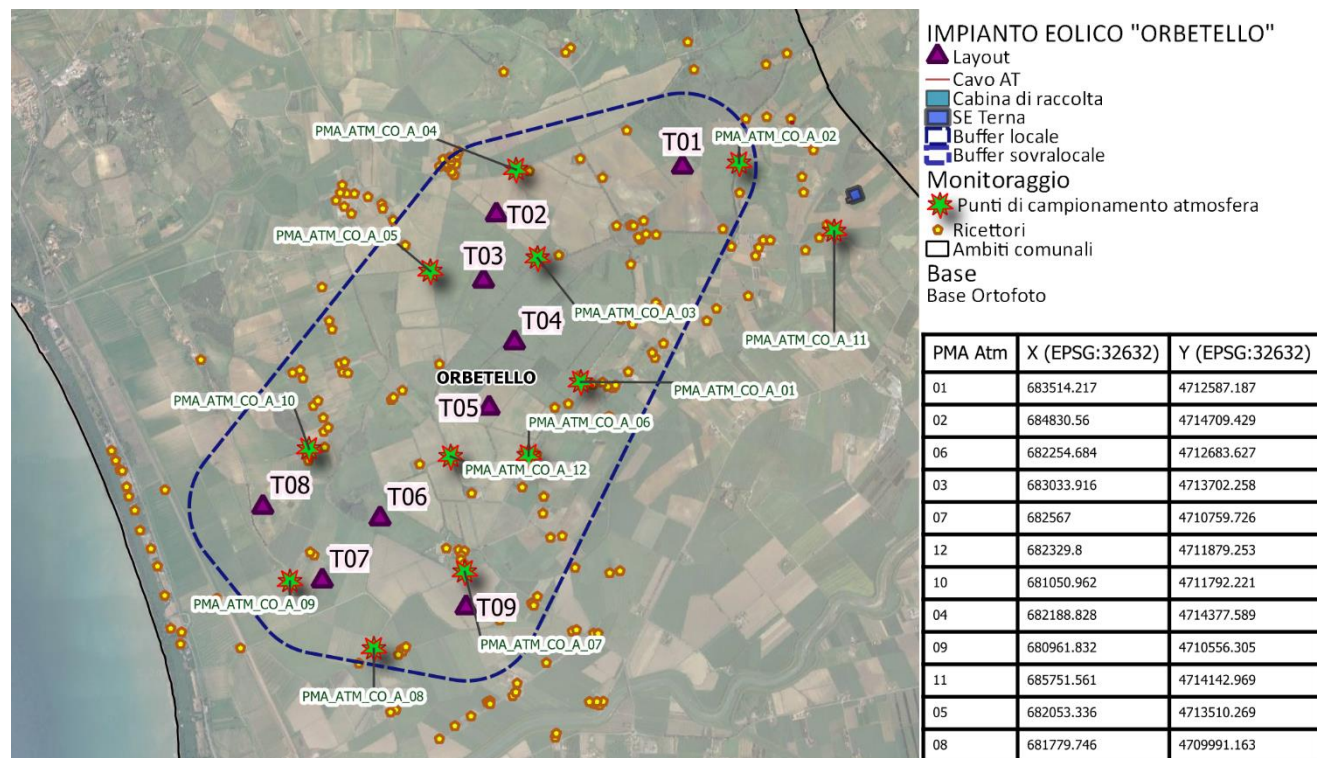 PMA_ATM_CO_A_04
T01
PMA_ATM_CO_A_02
T02
PMA_ATM_CO_A_05
T03
PMA_ATM_CO_A_03
T04
PMA_ATM_CO_A_11
ORBETELLO
PMA_ATM_CO_A_01
PMA_ATM_CO_A_10
T05
PMA_ATM_CO_A_06
PMA_ATM_CO_A_12
T08
T06
T07
PMA_ATM_CO_A_09
T09
PMA_ATM_CO_A_07
PMA_ATM_CO_A_08
IMPIANTO EOLICO "ORBETELLO"
Layout
Cavo AT
Cabina di raccolta
SE Terna
Buffer locale
Buffer sovralocale
Monitoraggio
Punti di campionamento atmosfera
Ricettori
Ambiti comunali
Base
Base Ortofoto
PMA Atm X (EPSG:32632) Y (EPSG:32632)
01 683514.217 4712587.187
02 684830.56 4714709.429
06 682254.684 4712683.627
03 683033.916 4713702.258
07 682567 4710759.726
12 682329.8 4711879.253
10 681050.962 4711792.221
04 682188.828 4714377.589
09 680961.832 4710556.305
11 685751.561 4714142.969
05 682053.336 4713510.269
08 681779.746 4709991.163